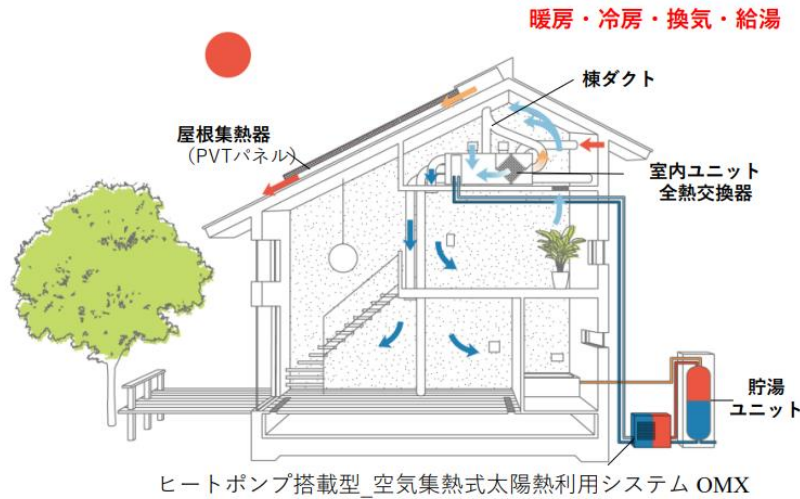 暖房・冷房・換気・給湯
棟ダクト
屋根集熱器
(PVTパネル)
室内ユニット
全熱交換器
貯湯
ユニット
ヒートポンプ搭載型_空気集熱式太陽熱利用システム OMX